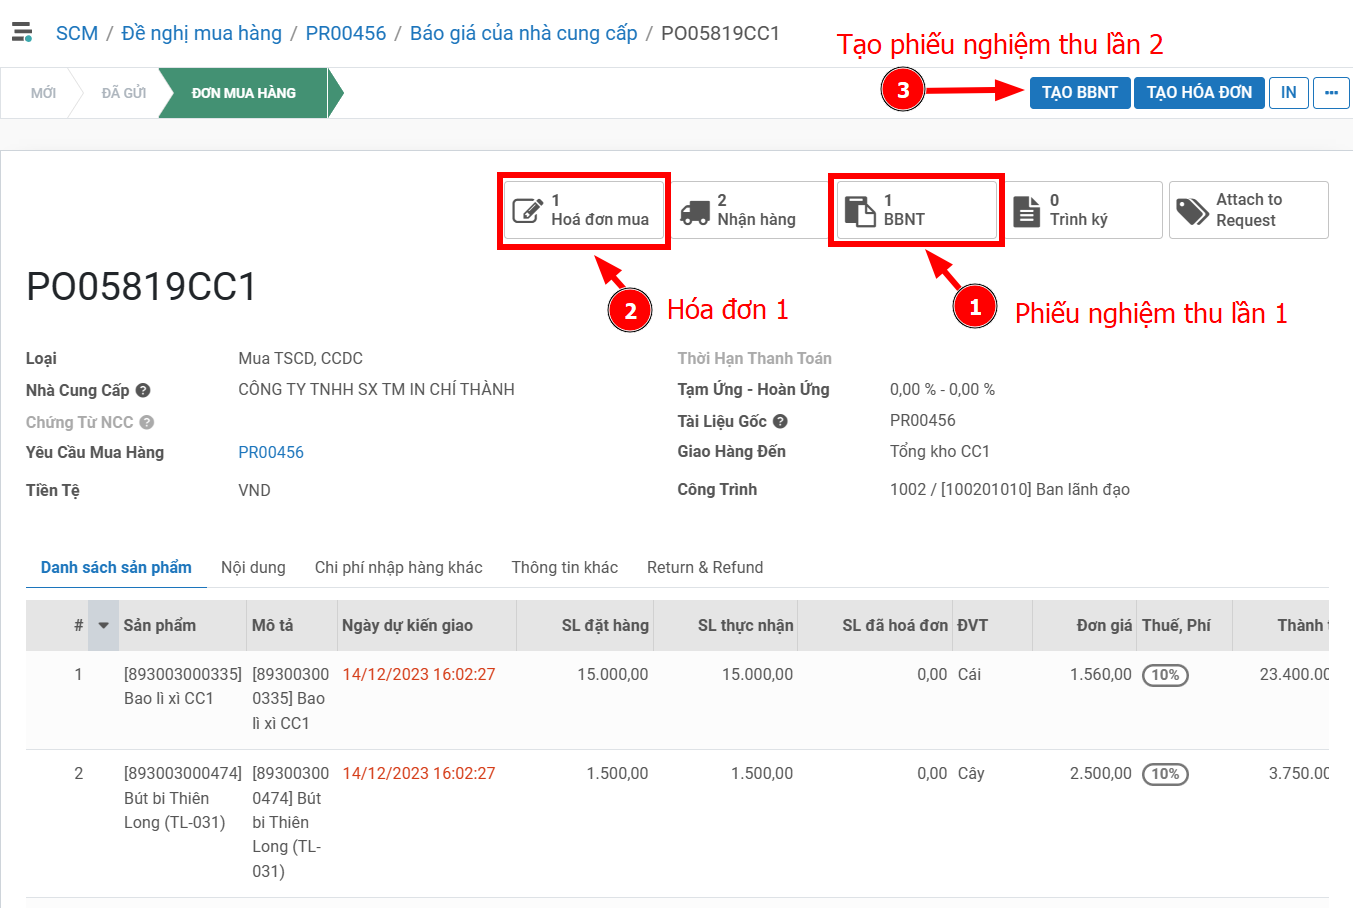 SCM / Đề nghị mua hàng / PR00456 / Báo giá của nhà cung cấp / PO05819CC1
Tạo phiếu nghiệm thu lần 2
MỚI ĐÃ GỬI ĐƠN MUA HÀNG
3 TẠO BBNT TẠO HÓA ĐƠN IN ...
1 Hoá đơn mua
2 Nhận hàng
1 BBNT
0 Trình ký
Attach to Request
PO05819CC1
2 Hóa đơn 1
1 Phiếu nghiệm thu lần 1
Loại Mua TSCD, CCDC
Nhà Cung Cấp ? CÔNG TY TNHH SX TM IN CHÍ THÀNH
Chứng Từ NCC ?
Yêu Cầu Mua Hàng PR00456
Tiền Tệ VND
Thời Hạn Thanh Toán
Tạm Ứng - Hoàn Ứng 0,00 % - 0,00 %
Tài Liệu Gốc ? PR00456
Giao Hàng Đến Tổng kho CC1
Công Trình 1002 / [100201010] Ban lãnh đạo
Danh sách sản phẩm Nội dung Chi phí nhập hàng khác Thông tin khác Return & Refund
# Sản phẩm Mô tả Ngày dự kiến giao SL đặt hàng SL thực nhận SL đã hoá đơn ĐVT Đơn giá Thuế, Phí Thành
1 [893003000335] [89300300 14/12/2023 16:02:27 15.000,00 15.000,00 0,00 Cái 1.560,00 10% 23.400.00
Bao lì xì CC1 0335] Bao
lì xì CC1
2 [893003000474] [89300300 14/12/2023 16:02:27 1.500,00 1.500,00 0,00 Cây 2.500,00 10% 3.750.00
Bút bi Thiên 0474] Bút
Long (TL-031) bi Thiên
Long (TL-
031)